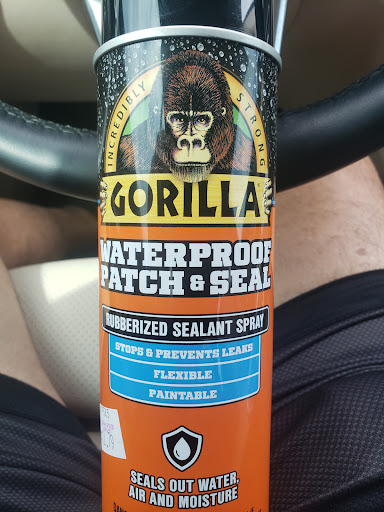 INCREDIBLY STRONG
GORILLA
WATERPROOF
PATCH & SEAL
RUBBERIZED SEALANT SPRAY
STOPS & PREVENTS LEAKS
FLEXIBLE
PAINTABLE
SEALS OUT WATER,
AIR AND MOISTURE